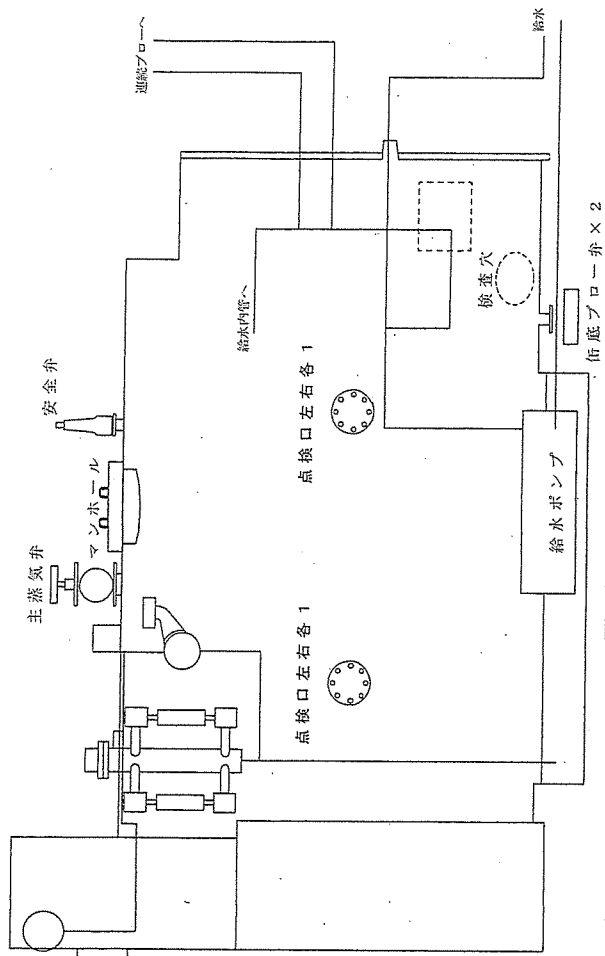 連続ブローへ
給水
給水内管へ
安全弁
マンホール
主蒸気弁
検査穴
缶底ブロー弁×2
点検口左右各1
点検口左右各1
給水ポンプ